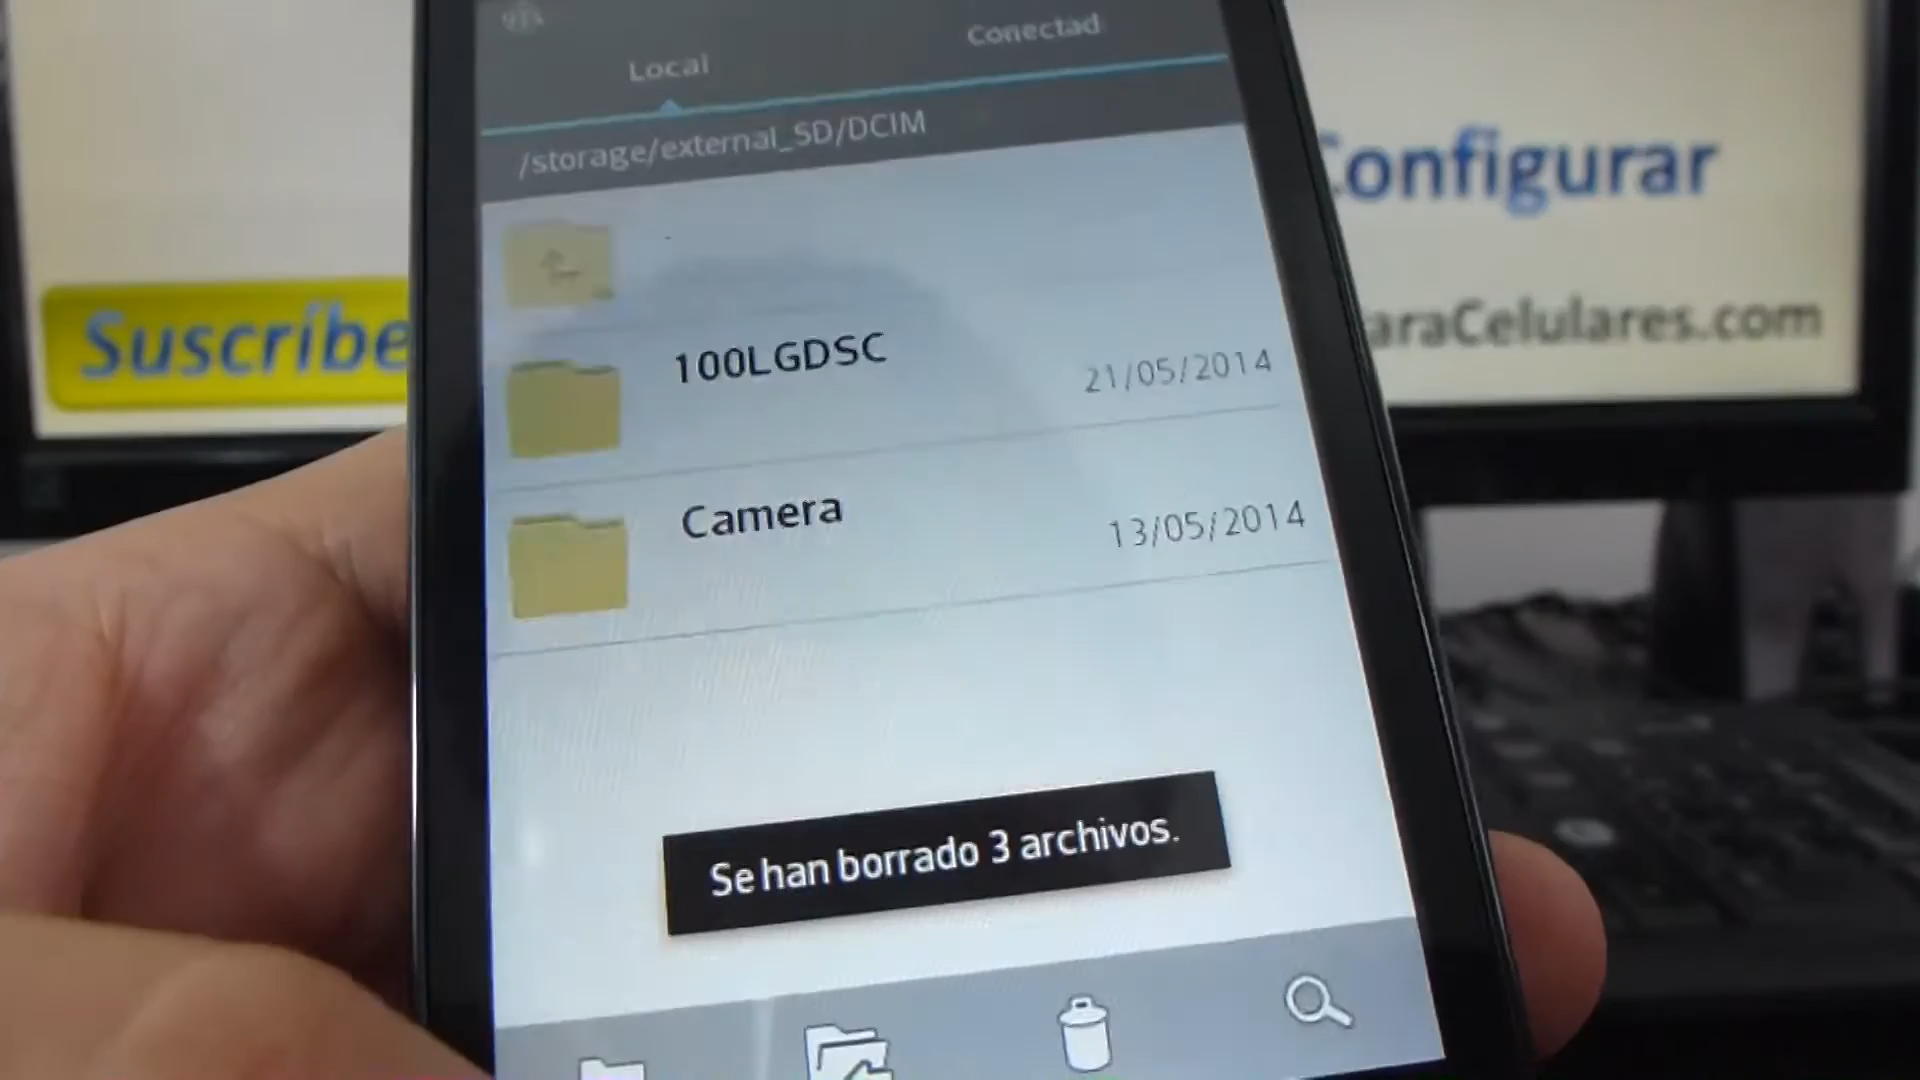 Conectad
Local
/storage/external_SD/DCIM
100LGDSC
21/05/2014
Camera
13/05/2014
Se han borrado 3 archivos.
Suscríbe
Configurar
araCelulares.com